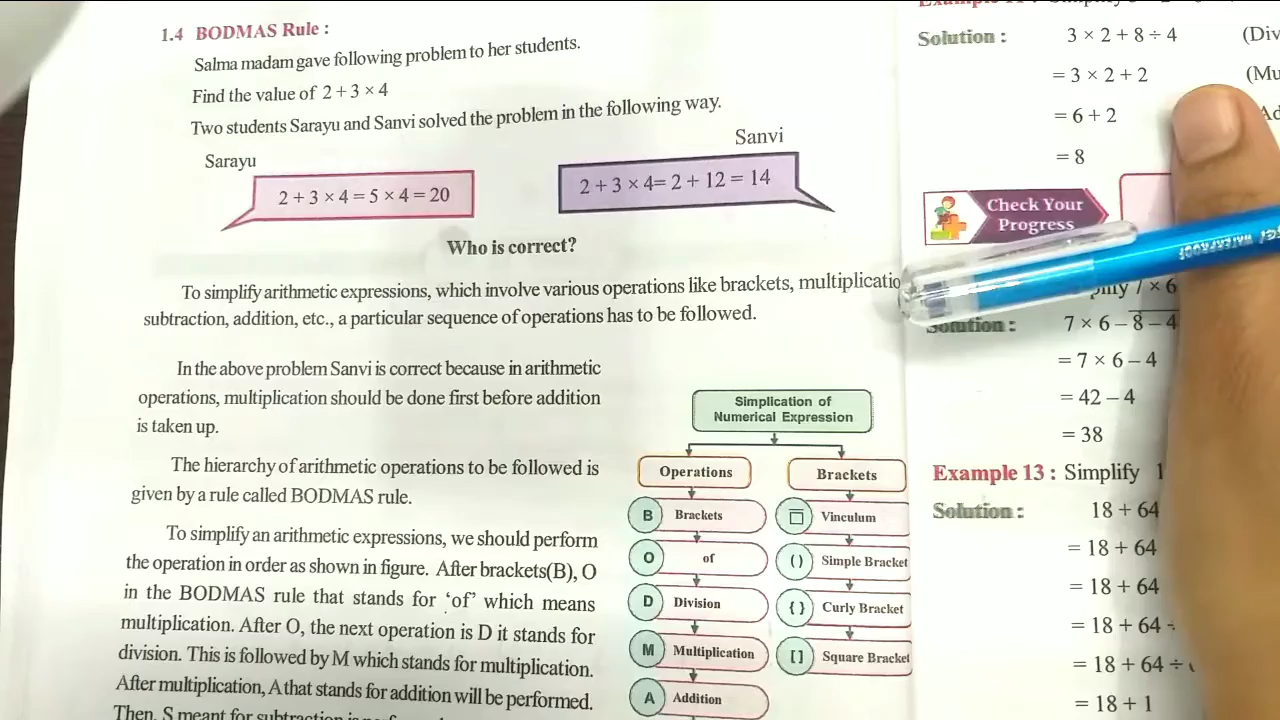 1.4 BODMAS Rule :
Salma madam gave following problem to her students.
Find the value of 2 + 3 × 4
Two students Sarayu and Sanvi solved the problem in the following way.
Sarayu
Sanvi
2 + 3 × 4 = 5 × 4 = 20
2 + 3 × 4= 2 + 12 = 14
Who is correct?
To simplify arithmetic expressions, which involve various operations like brackets, multiplicatio
subtraction, addition, etc., a particular sequence of operations has to be followed.
In the above problem Sanvi is correct because in arithmetic
operations, multiplication should be done first before addition
is taken up.
The hierarchy of arithmetic operations to be followed is
given by a rule called BODMAS rule.
To simplify an arithmetic expressions, we should perform
the operation in order as shown in figure. After brackets(B), O
in the BODMAS rule that stands for ‘of’ which means
multiplication. After O, the next operation is D it stands for
division. This is followed by M which stands for multiplication.
After multiplication, A that stands for addition will be performed.
Then, S meant for subtraction is
Simplication of
Numerical Expression
Operations
B Brackets
O of
D Division
M Multiplication
A Addition
Brackets
Vinculum
( ) Simple Bracket
{ } Curly Bracket
[ ] Square Bracket
Solution : 3 × 2 + 8 ÷ 4 (Div
= 3 × 2 + 2 (Mu
= 6 + 2 Ad
= 8
Check Your
Progress
7 × 6
Solution : 7 × 6 – 8 – 4
= 7 × 6 – 4
= 42 – 4
= 38
Example 13 : Simplify 1
Solution : 18 + 64
= 18 + 64
= 18 + 64
= 18 + 64 ÷
= 18 + 64 ÷
= 18 + 1